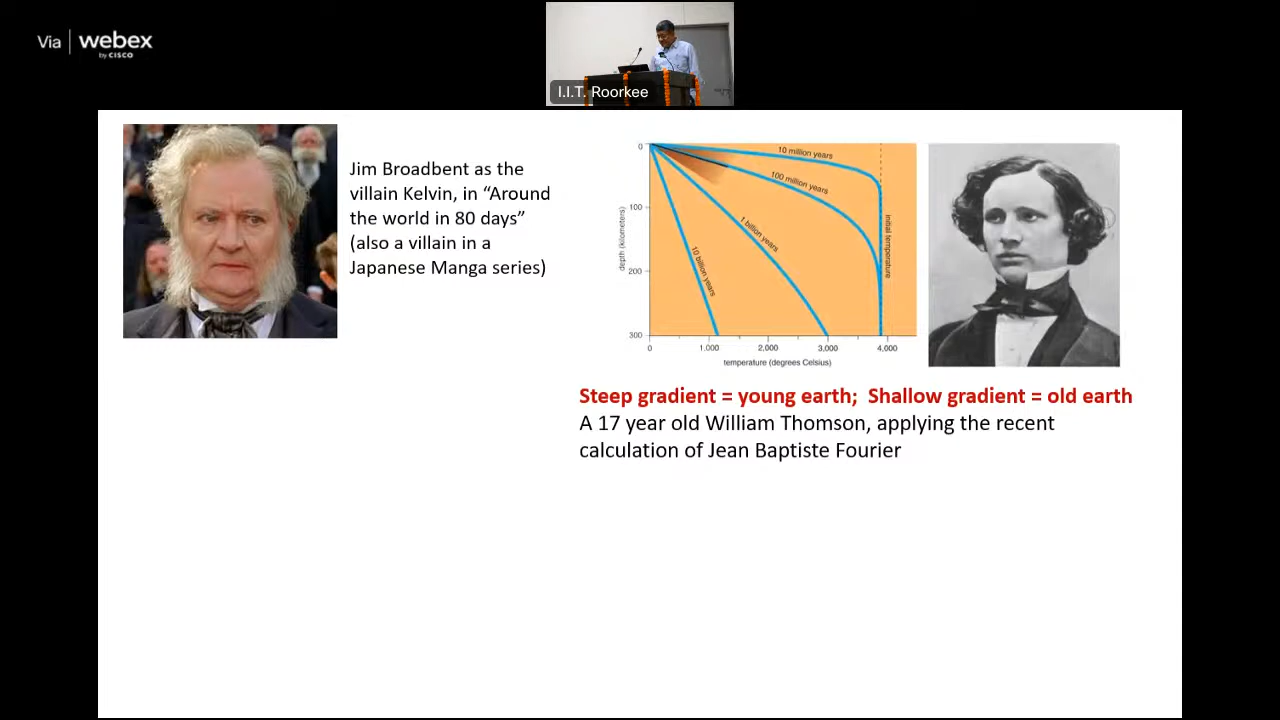 Via webex
by CISCO
I.I.T. Roorkee
Jim Broadbent as the
villain Kelvin, in “Around
the world in 80 days”
(also a villain in a
Japanese Manga series)
0
100
200
300
depth (kilometers)
10 million years
100 million years
1 billion years
10 billion years
initial temperature
0 1,000 2,000 3,000 4,000
temperature (degrees Celsius)
Steep gradient = young earth; Shallow gradient = old earth
A 17 year old William Thomson, applying the recent
calculation of Jean Baptiste Fourier